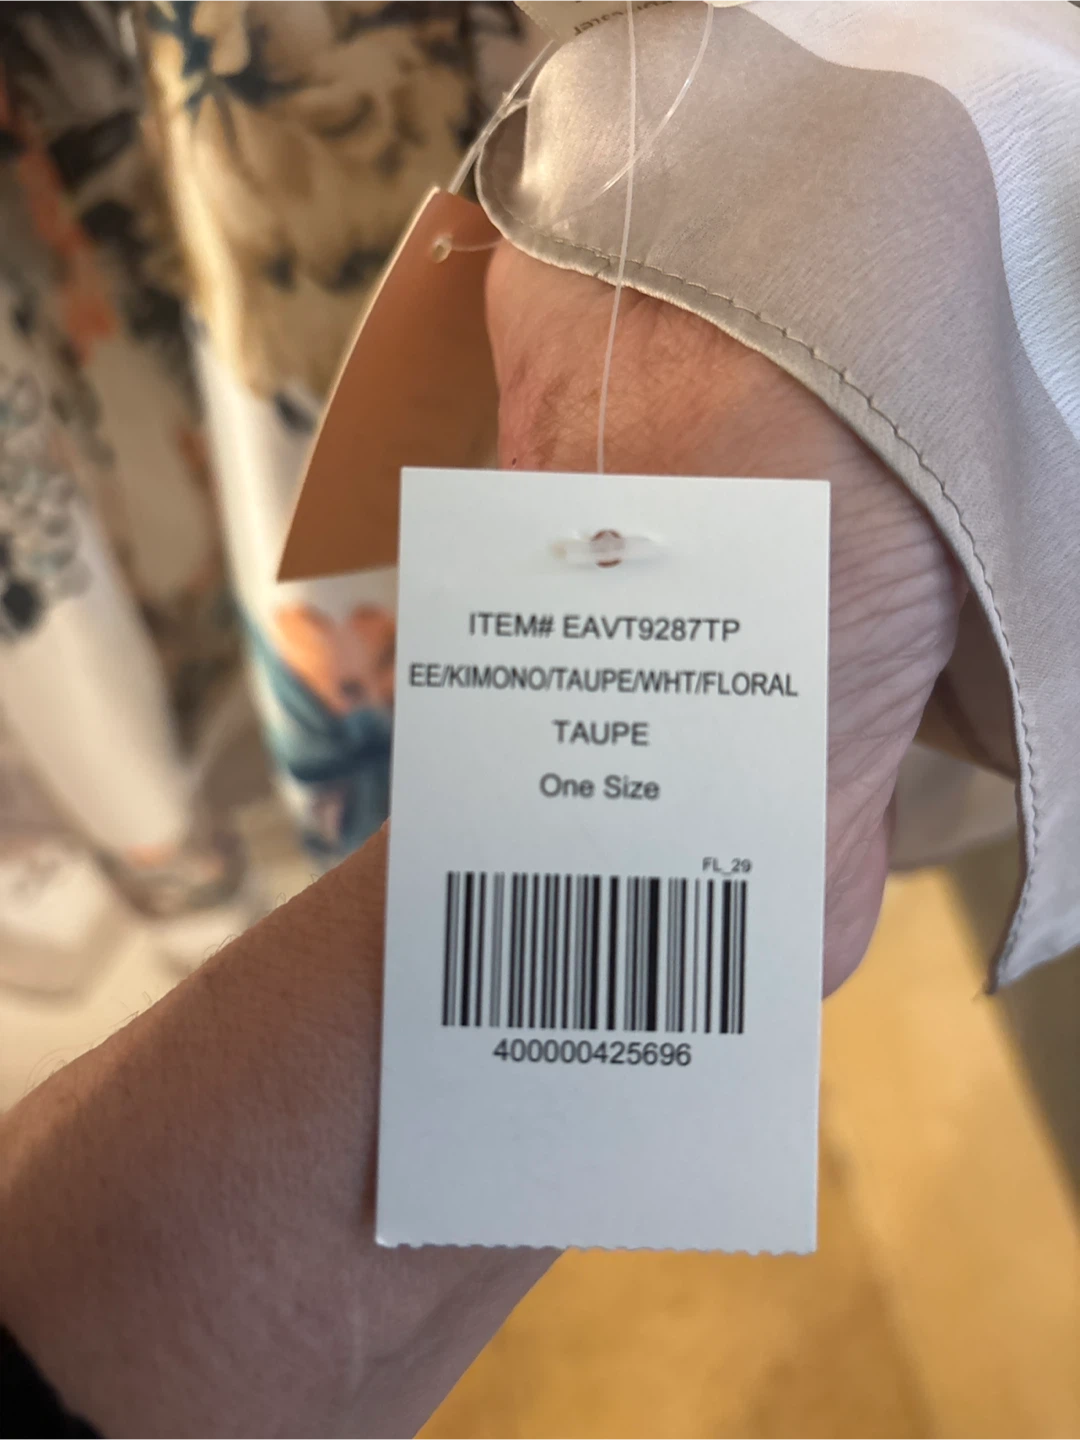 ITEM# EAVT9287TP
EE/KIMONO/TAUPE/WHT/FLORAL
TAUPE
One Size
FL_29
400000425696